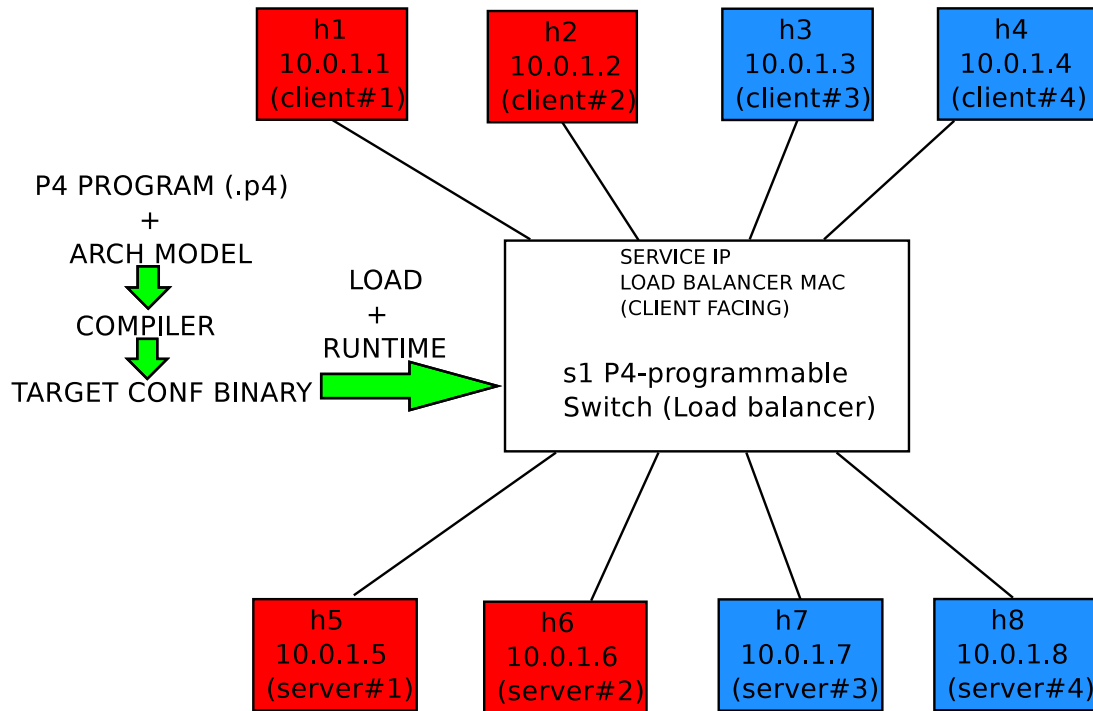 h1
10.0.1.1
(client#1)
h2
10.0.1.2
(client#2)
h3
10.0.1.3
(client#3)
h4
10.0.1.4
(client#4)
P4 PROGRAM (.p4)
+
ARCH MODEL
COMPILER
TARGET CONF BINARY
LOAD
+
RUNTIME
SERVICE IP
LOAD BALANCER MAC
(CLIENT FACING)
s1 P4-programmable
Switch (Load balancer)
h5
10.0.1.5
(server#1)
h6
10.0.1.6
(server#2)
h7
10.0.1.7
(server#3)
h8
10.0.1.8
(server#4)